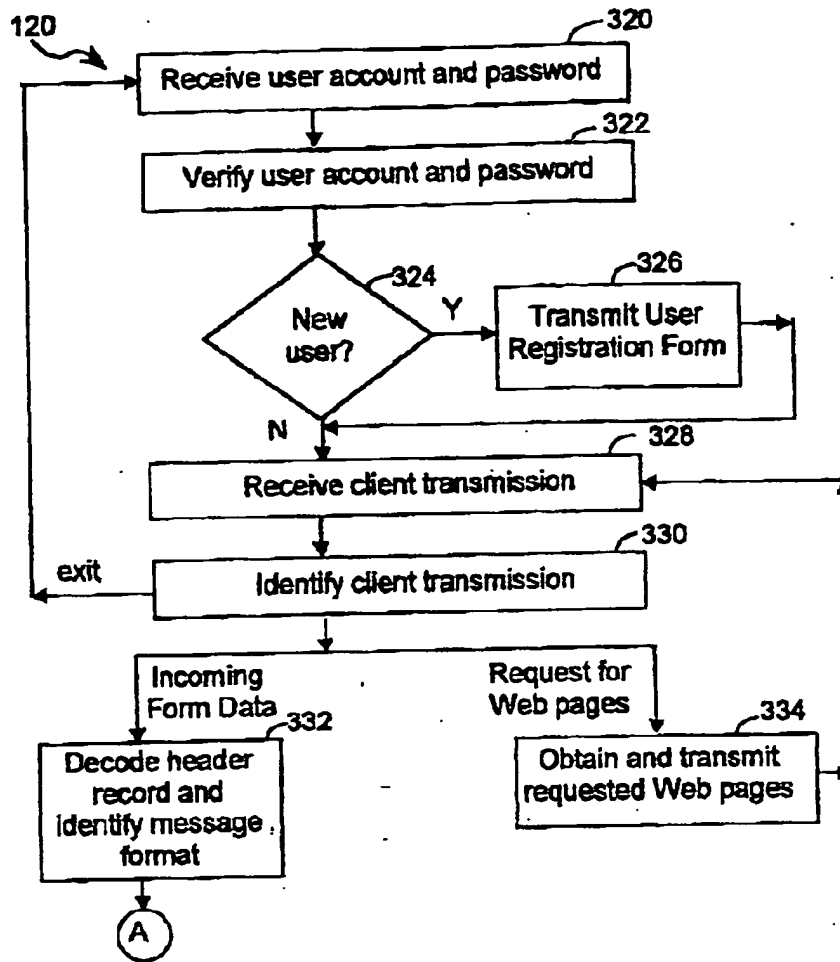 120
320
Receive user account and password
322
Verify user account and password
324
New
user?
Y
326
Transmit User
Registration Form
N
328
Receive client transmission
330
Identify client transmission
exit
Incoming
Form Data
Request for
Web pages
332
Decode header
record and
identify message
format
334
Obtain and transmit
requested Web pages
A